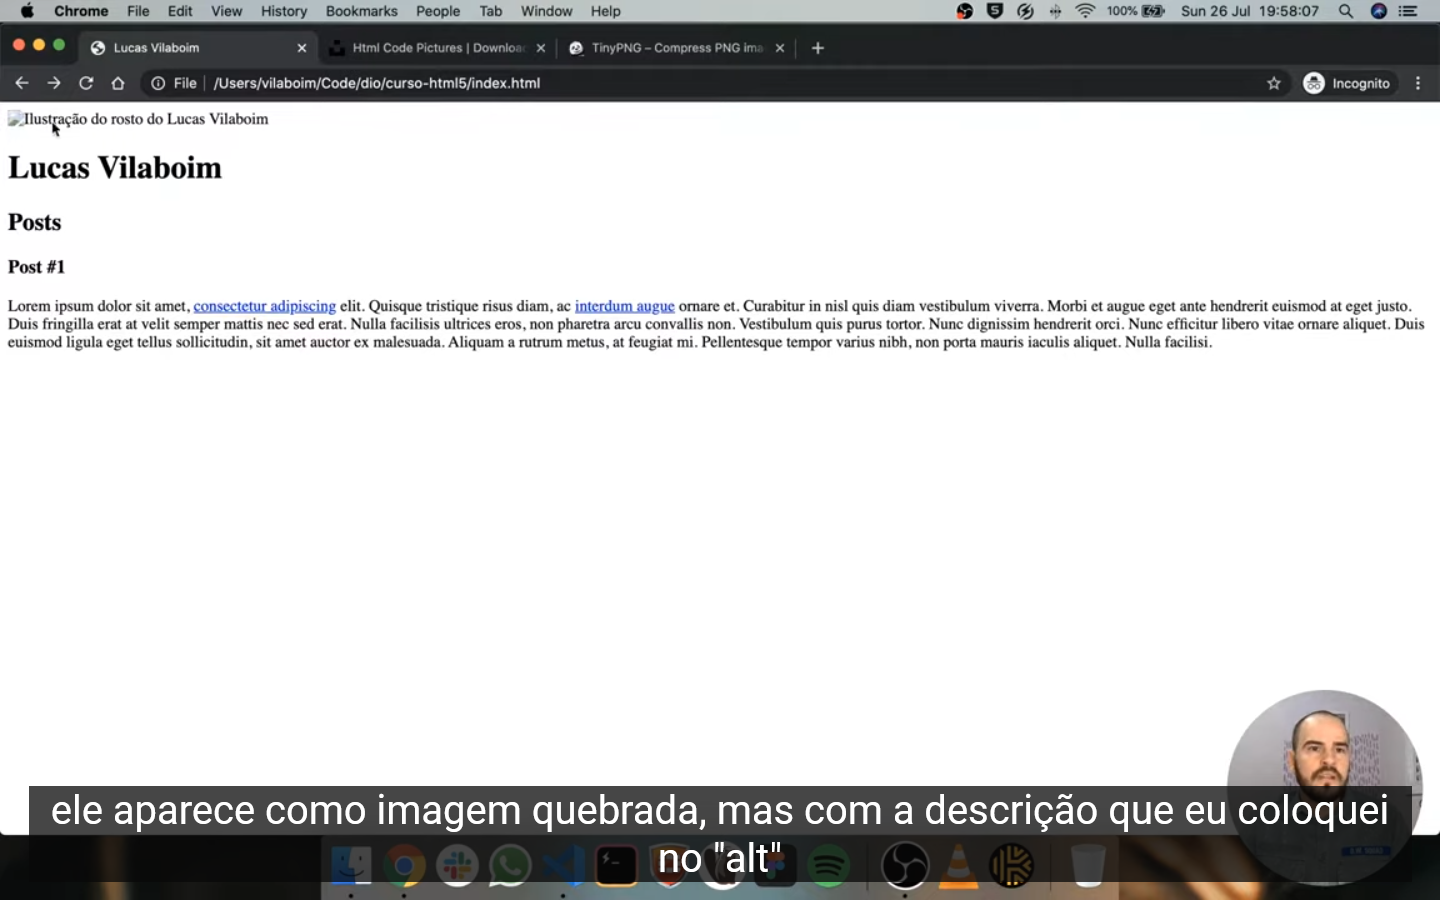 Chrome File Edit View History Bookmarks People Tab Window Help 100% Sun 26 Jul 19:58:07
Lucas Vilaboim Html Code Pictures | Downloa TinyPNG – Compress PNG ima
File /Users/vilaboim/Code/dio/curso-html5/index.html Incognito
Ilustração do rosto do Lucas Vilaboim
Lucas Vilaboim
Posts
Post #1
Lorem ipsum dolor sit amet, consectetur adipiscing elit. Quisque tristique risus diam, ac interdum augue ornare et. Curabitur in nisl quis diam vestibulum viverra. Morbi et augue eget ante hendrerit euismod at eget justo.
Duis fringilla erat at velit semper mattis nec sed erat. Nulla facilisis ultrices eros, non pharetra arcu convallis non. Vestibulum quis purus tortor. Nunc dignissim hendrerit orci. Nunc efficitur libero vitae ornare aliquet. Duis
euismod ligula eget tellus sollicitudin, sit amet auctor ex malesuada. Aliquam a rutrum metus, at feugiat mi. Pellentesque tempor varius nibh, non porta mauris iaculis aliquet. Nulla facilisi.
ele aparece como imagem quebrada, mas com a descrição que eu coloquei
no "alt"